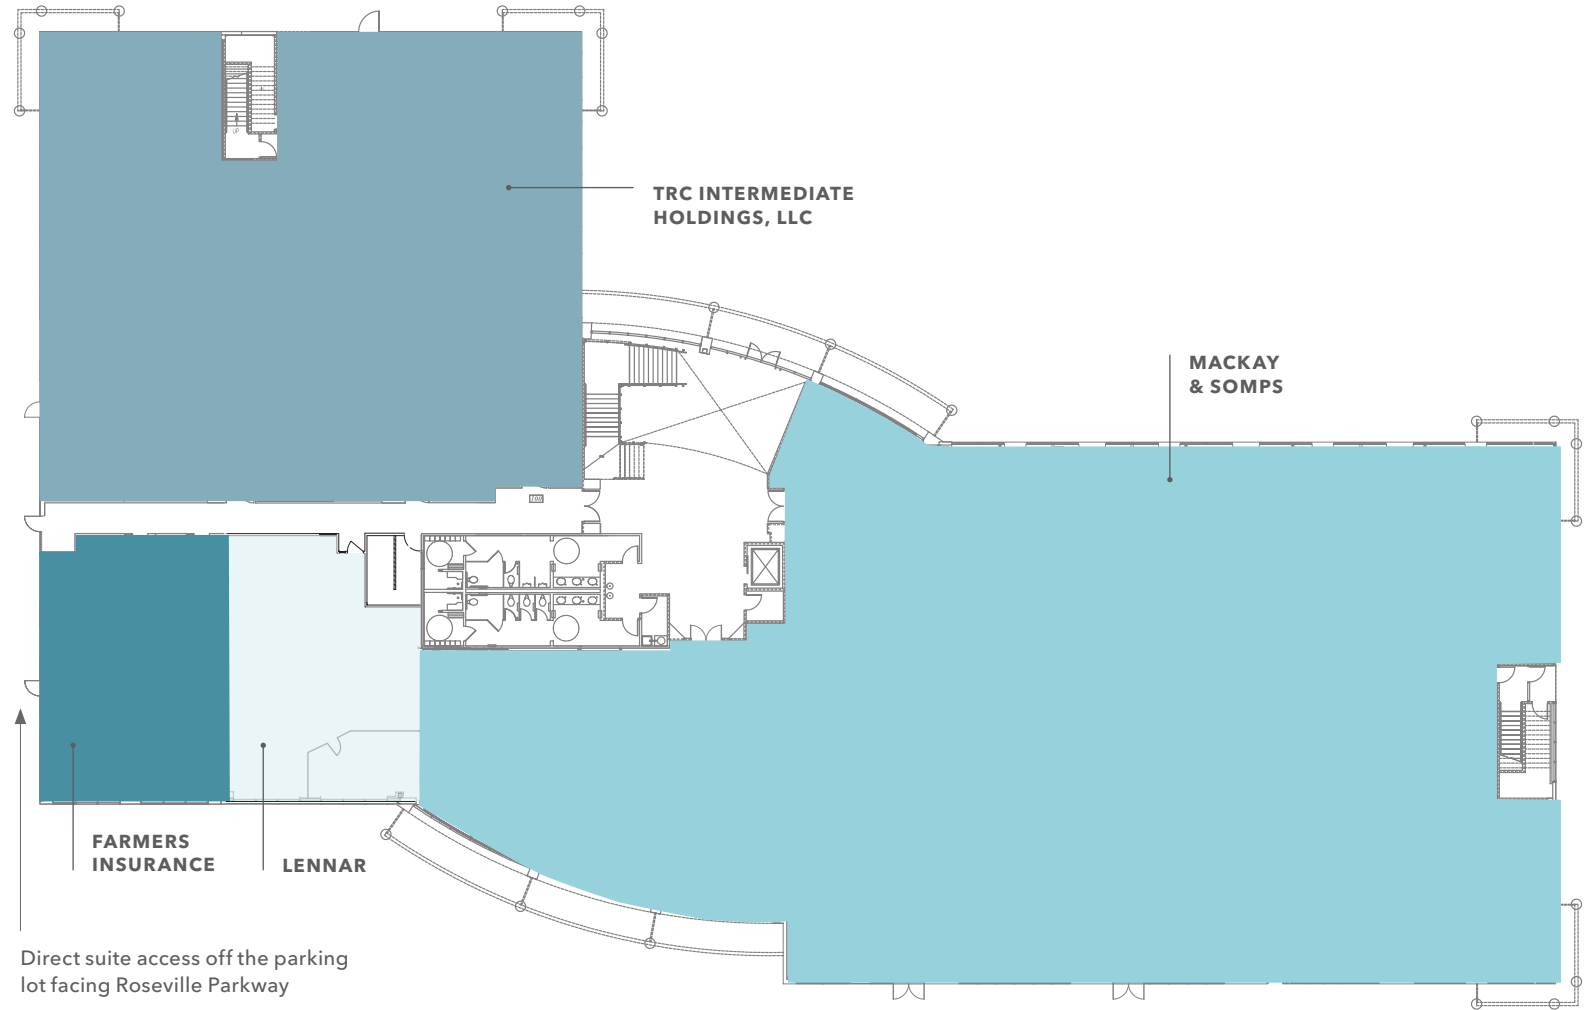 UP
TRC INTERMEDIATE
HOLDINGS, LLC
MACKAY
& SOMPS
FARMERS
INSURANCE
LENNAR
Direct suite access off the parking
lot facing Roseville Parkway